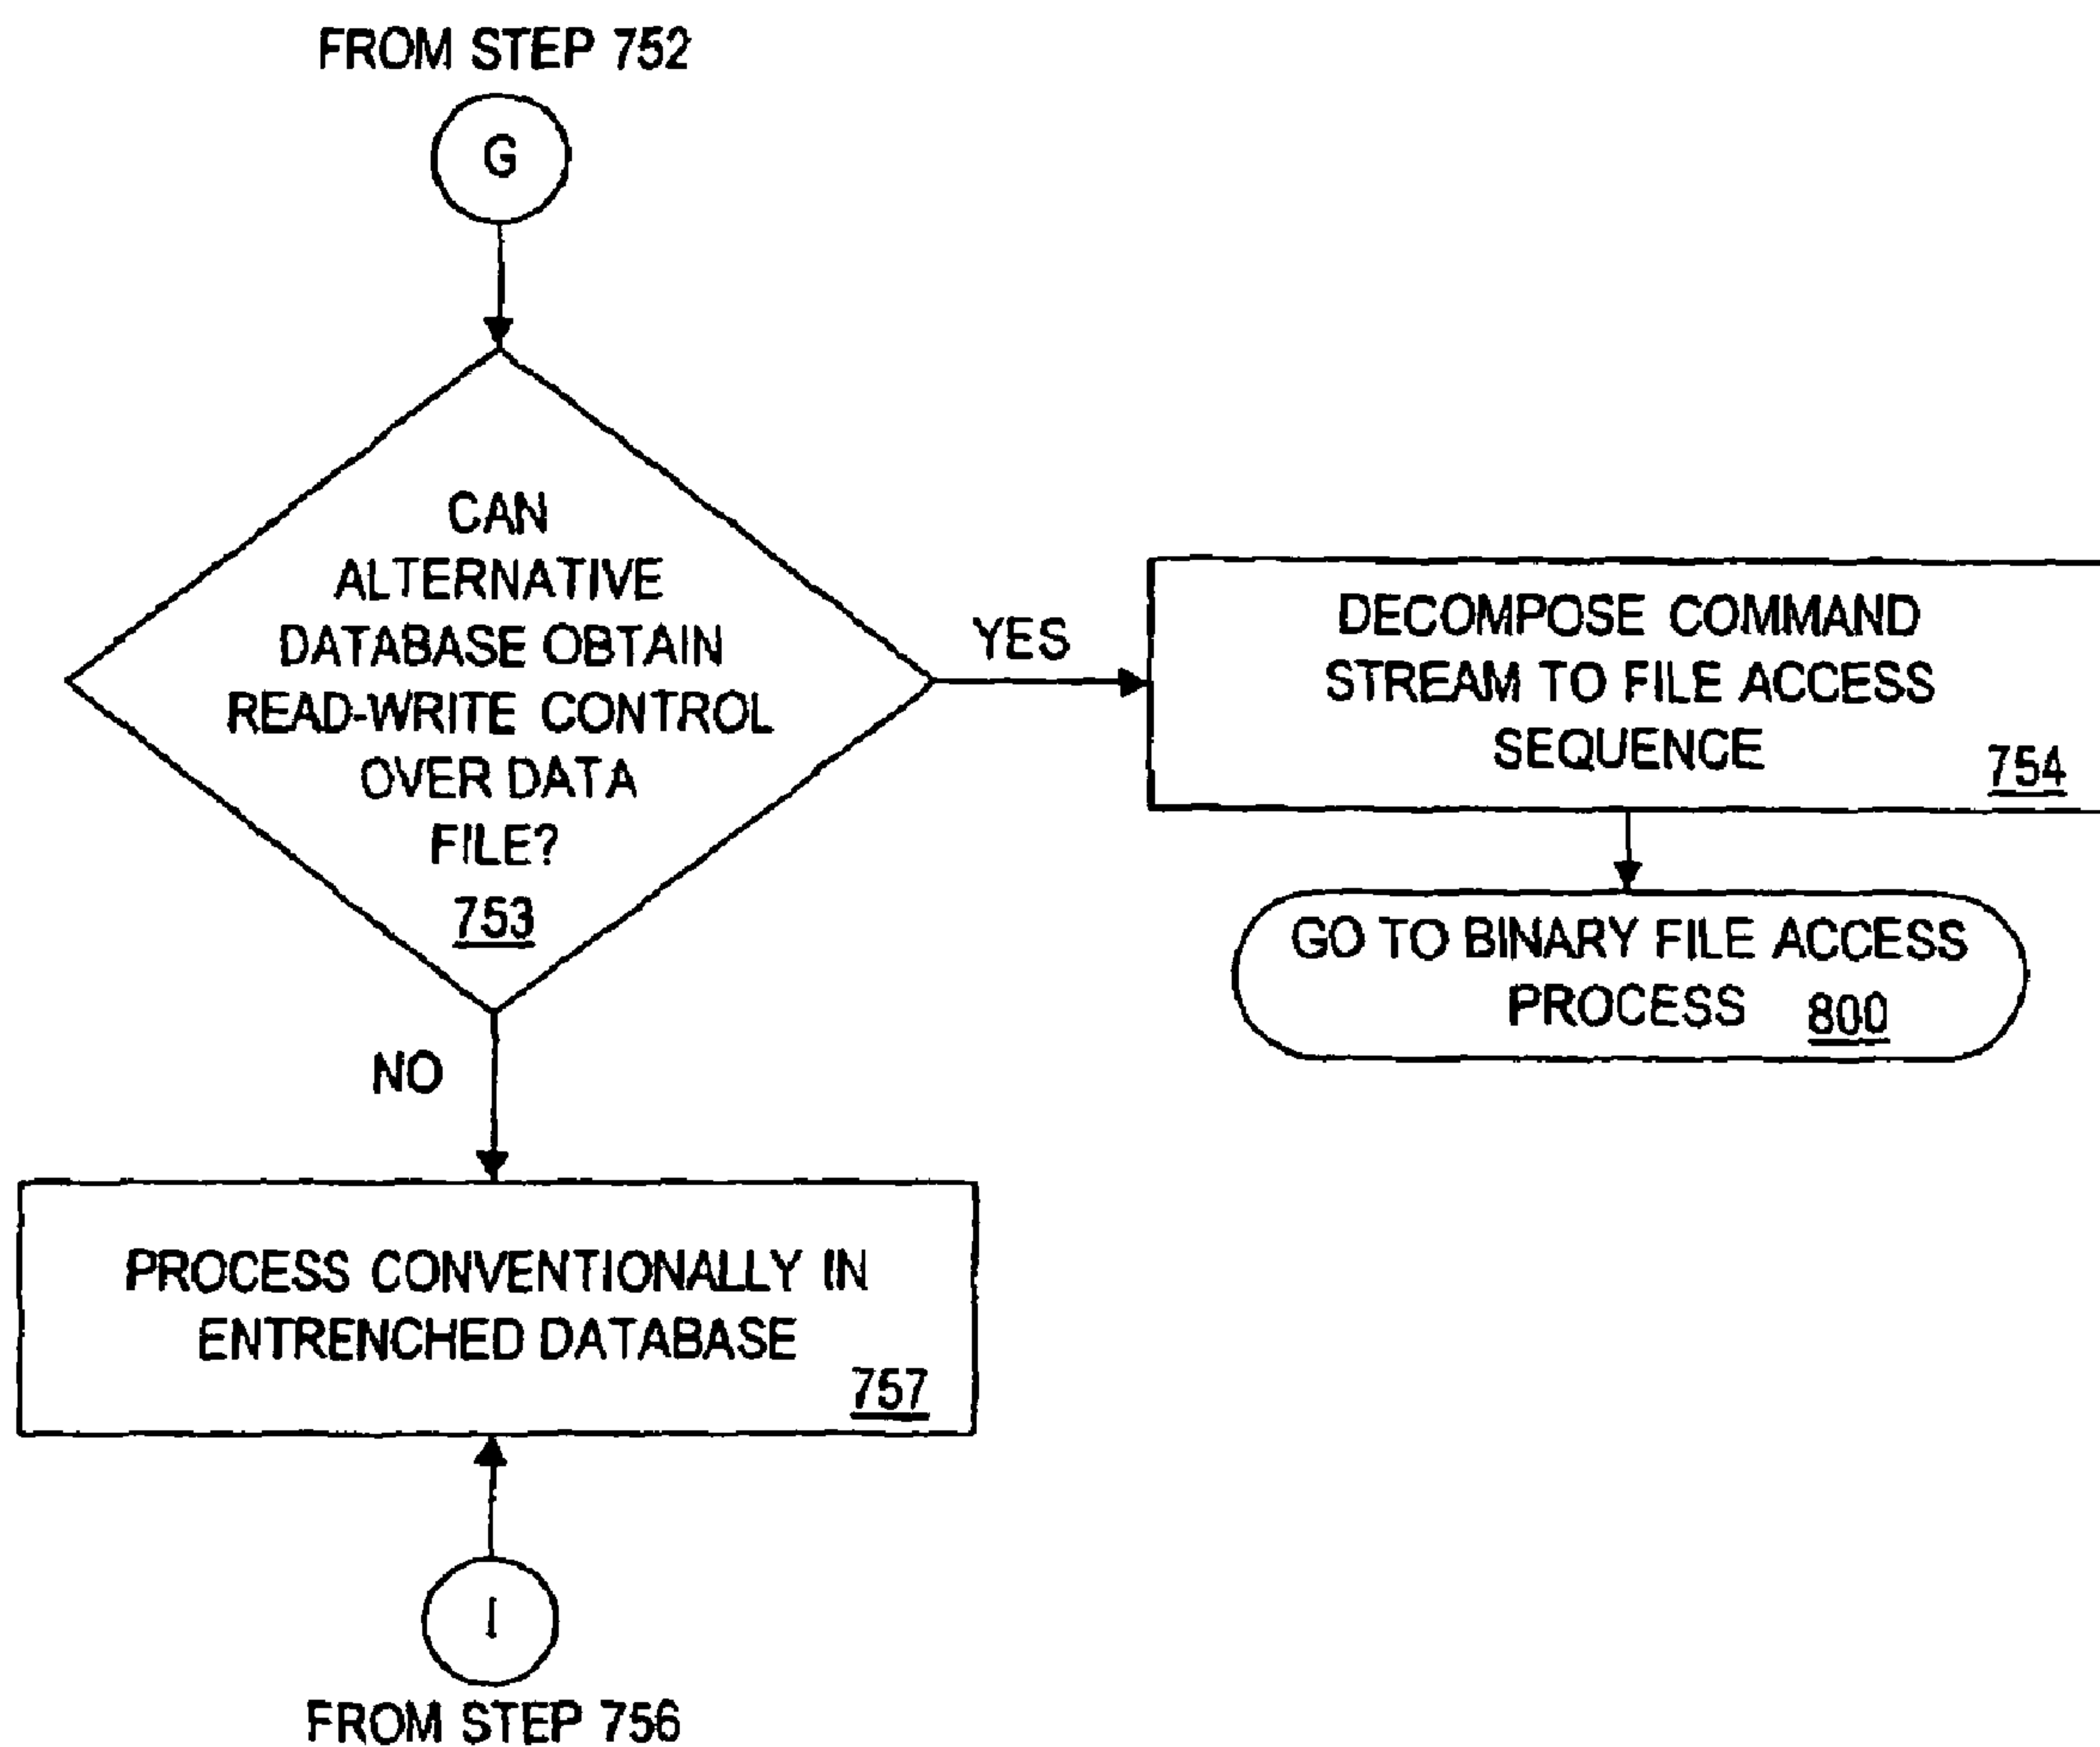 FROM STEP 752
G
CAN
ALTERNATIVE
DATABASE OBTAIN
READ-WRITE CONTROL
OVER DATA
FILE?
753
YES
DECOMPOSE COMMAND
STREAM TO FILE ACCESS
SEQUENCE
754
GO TO BINARY FILE ACCESS
PROCESS 800
NO
PROCESS CONVENTIONALLY IN
ENTRENCHED DATABASE
757
I
FROM STEP 756